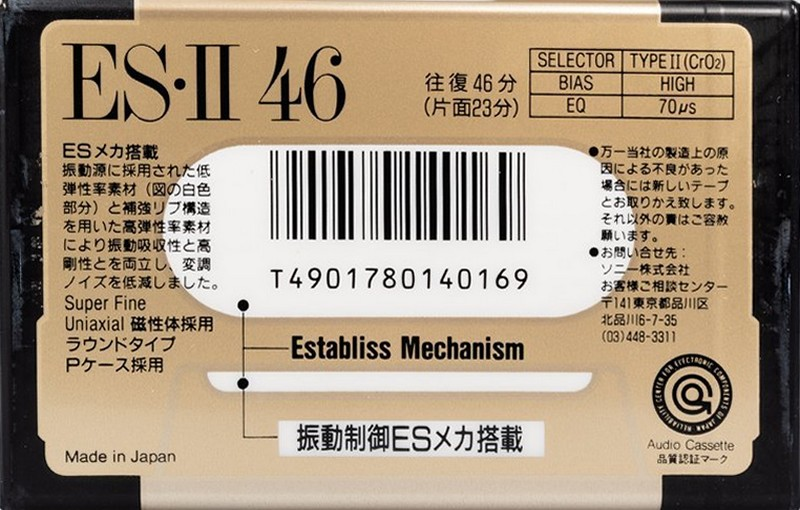 ES·II 46
往復46分
(片面23分)
SELECTOR TYPE II (CrO2)
BIAS HIGH
EQ 70μs
ESメカ搭載
振動源に採用された低
弾性率素材（図の白色
部分）と補強リブ構造
を用いた高弾性率素材
により振動吸収性と高
剛性とを両立し、変調
ノイズを低減しました。
Super Fine
Uniaxial 磁性体採用
ラウンドタイプ
Pケース採用
Made in Japan
T4901780140169
Establiss Mechanism
振動制御ESメカ搭載
●万一当社の製造上の原
因による不良があった
場合には新しいテープ
とお取りかえ致します。
それ以外の責はご容赦
願います。
●お問い合せ先：
ソニー株式会社
お客様ご相談センター
〒141東京都品川区
北品川6-7-35
(03)448-3311
RELIABILITY CENTER FOR ELECTRONIC COMPONENTS OF JAPAN
Audio Cassette
品質認証マーク